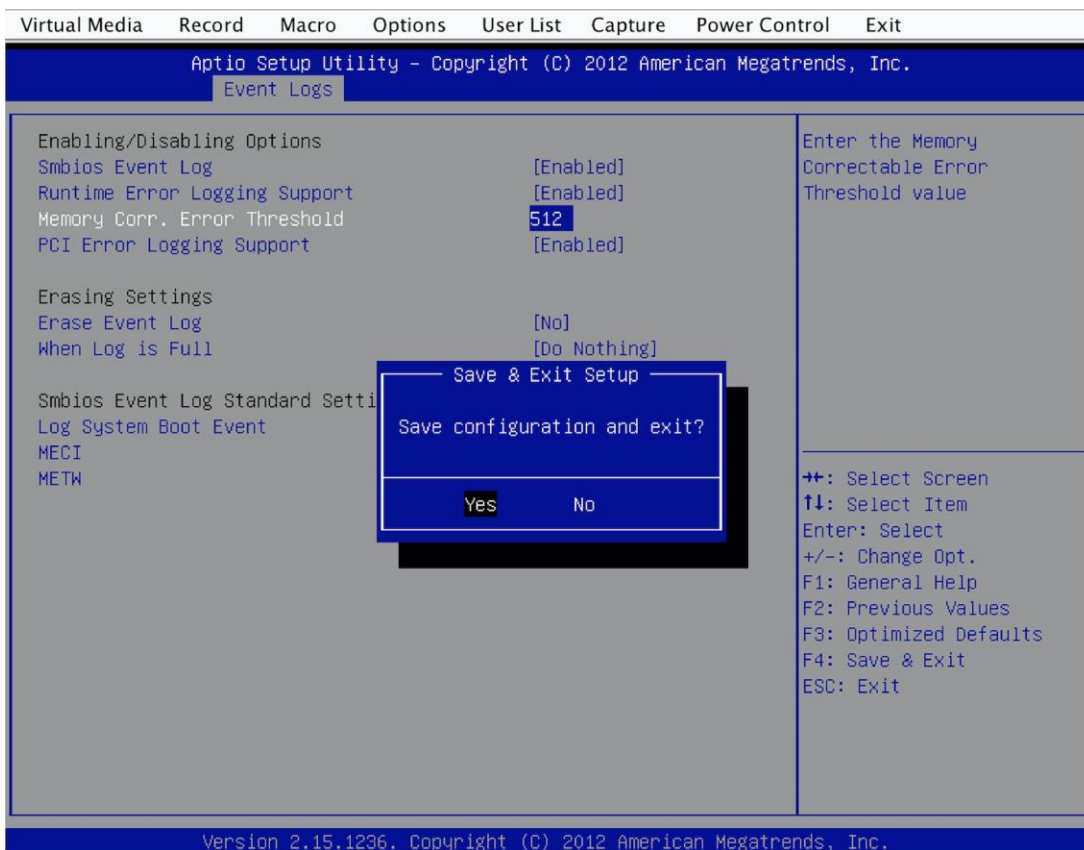 Virtual Media Record Macro Options User List Capture Power Control Exit
Aptio Setup Utility – Copyright (C) 2012 American Megatrends, Inc.
Event Logs
Enabling/Disabling Options
Smbios Event Log [Enabled]
Runtime Error Logging Support [Enabled]
Memory Corr. Error Threshold 512
PCI Error Logging Support [Enabled]
Erasing Settings
Erase Event Log [No]
When Log is Full [Do Nothing]
Smbios Event Log Standard Setti
Log System Boot Event
MECI
METW
Save & Exit Setup
Save configuration and exit?
Yes No
Enter the Memory
Correctable Error
Threshold value
→←: Select Screen
↑↓: Select Item
Enter: Select
+/-: Change Opt.
F1: General Help
F2: Previous Values
F3: Optimized Defaults
F4: Save & Exit
ESC: Exit
Version 2.15.1236. Copyright (C) 2012 American Megatrends, Inc.